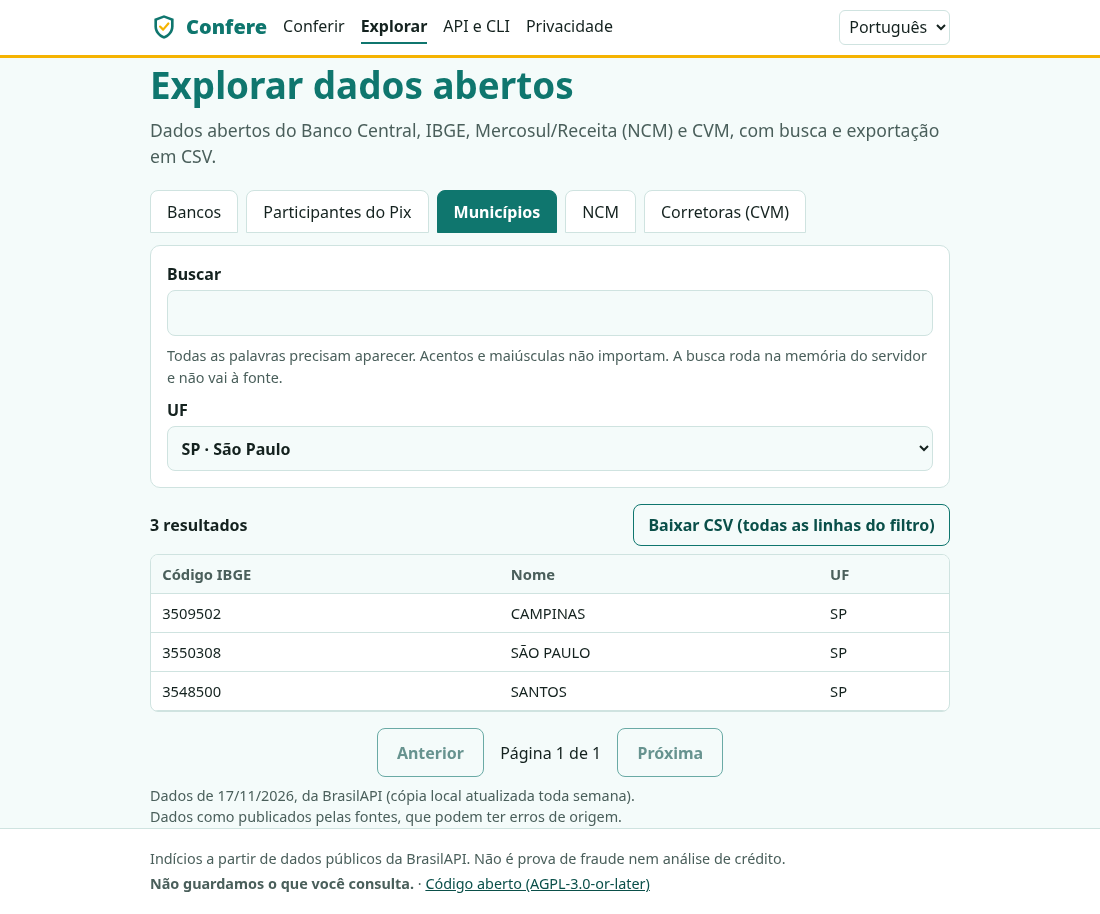 Confere Conferir Explorar API e CLI Privacidade Português
Explorar dados abertos
Dados abertos do Banco Central, IBGE, Mercosul/Receita (NCM) e CVM, com busca e exportação
em CSV.
Bancos Participantes do Pix Municípios NCM Corretoras (CVM)
Buscar
Todas as palavras precisam aparecer. Acentos e maiúsculas não importam. A busca roda na memória do servidor
e não vai à fonte.
UF
SP · São Paulo
3 resultados Baixar CSV (todas as linhas do filtro)
Código IBGE Nome UF
3509502 CAMPINAS SP
3550308 SÃO PAULO SP
3548500 SANTOS SP
Anterior Página 1 de 1 Próxima
Dados de 17/11/2026, da BrasilAPI (cópia local atualizada toda semana).
Dados como publicados pelas fontes, que podem ter erros de origem.
Indícios a partir de dados públicos da BrasilAPI. Não é prova de fraude nem análise de crédito.
Não guardamos o que você consulta. · Código aberto (AGPL-3.0-or-later)